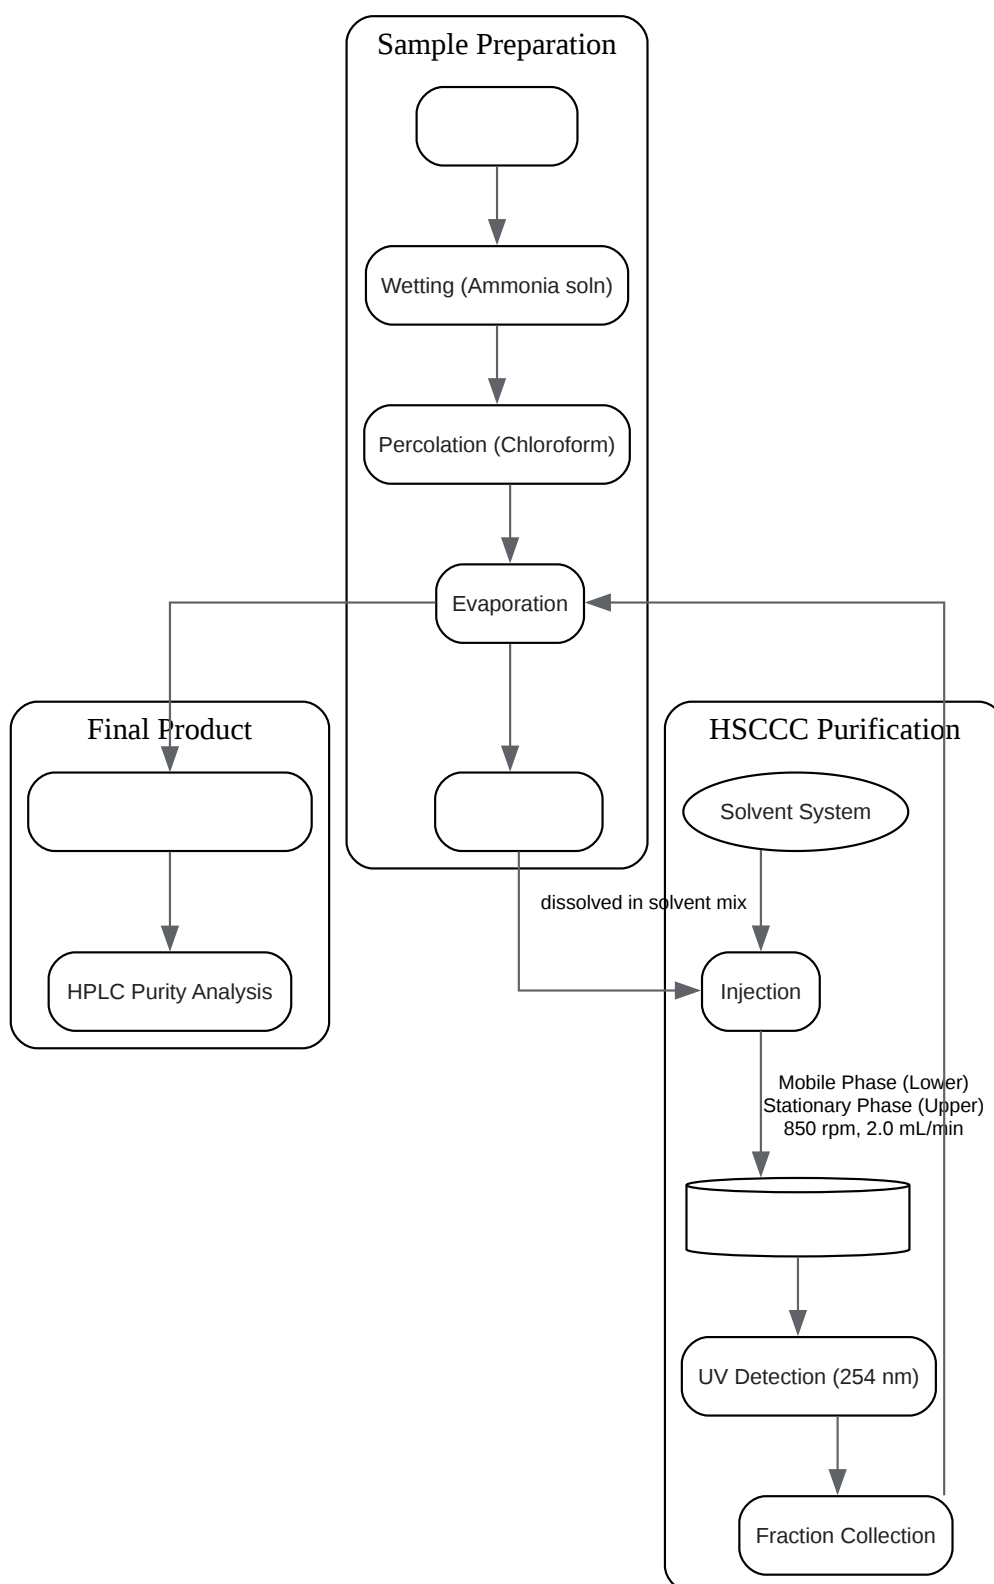 Sample Preparation
Wetting (Ammonia soln)
Percolation (Chloroform)
Evaporation
Final Product
HPLC Purity Analysis
HSCCC Purification
Solvent System
dissolved in solvent mix
Injection
Mobile Phase (Lower)
Stationary Phase (Upper)
850 rpm, 2.0 mL/min
UV Detection (254 nm)
Fraction Collection